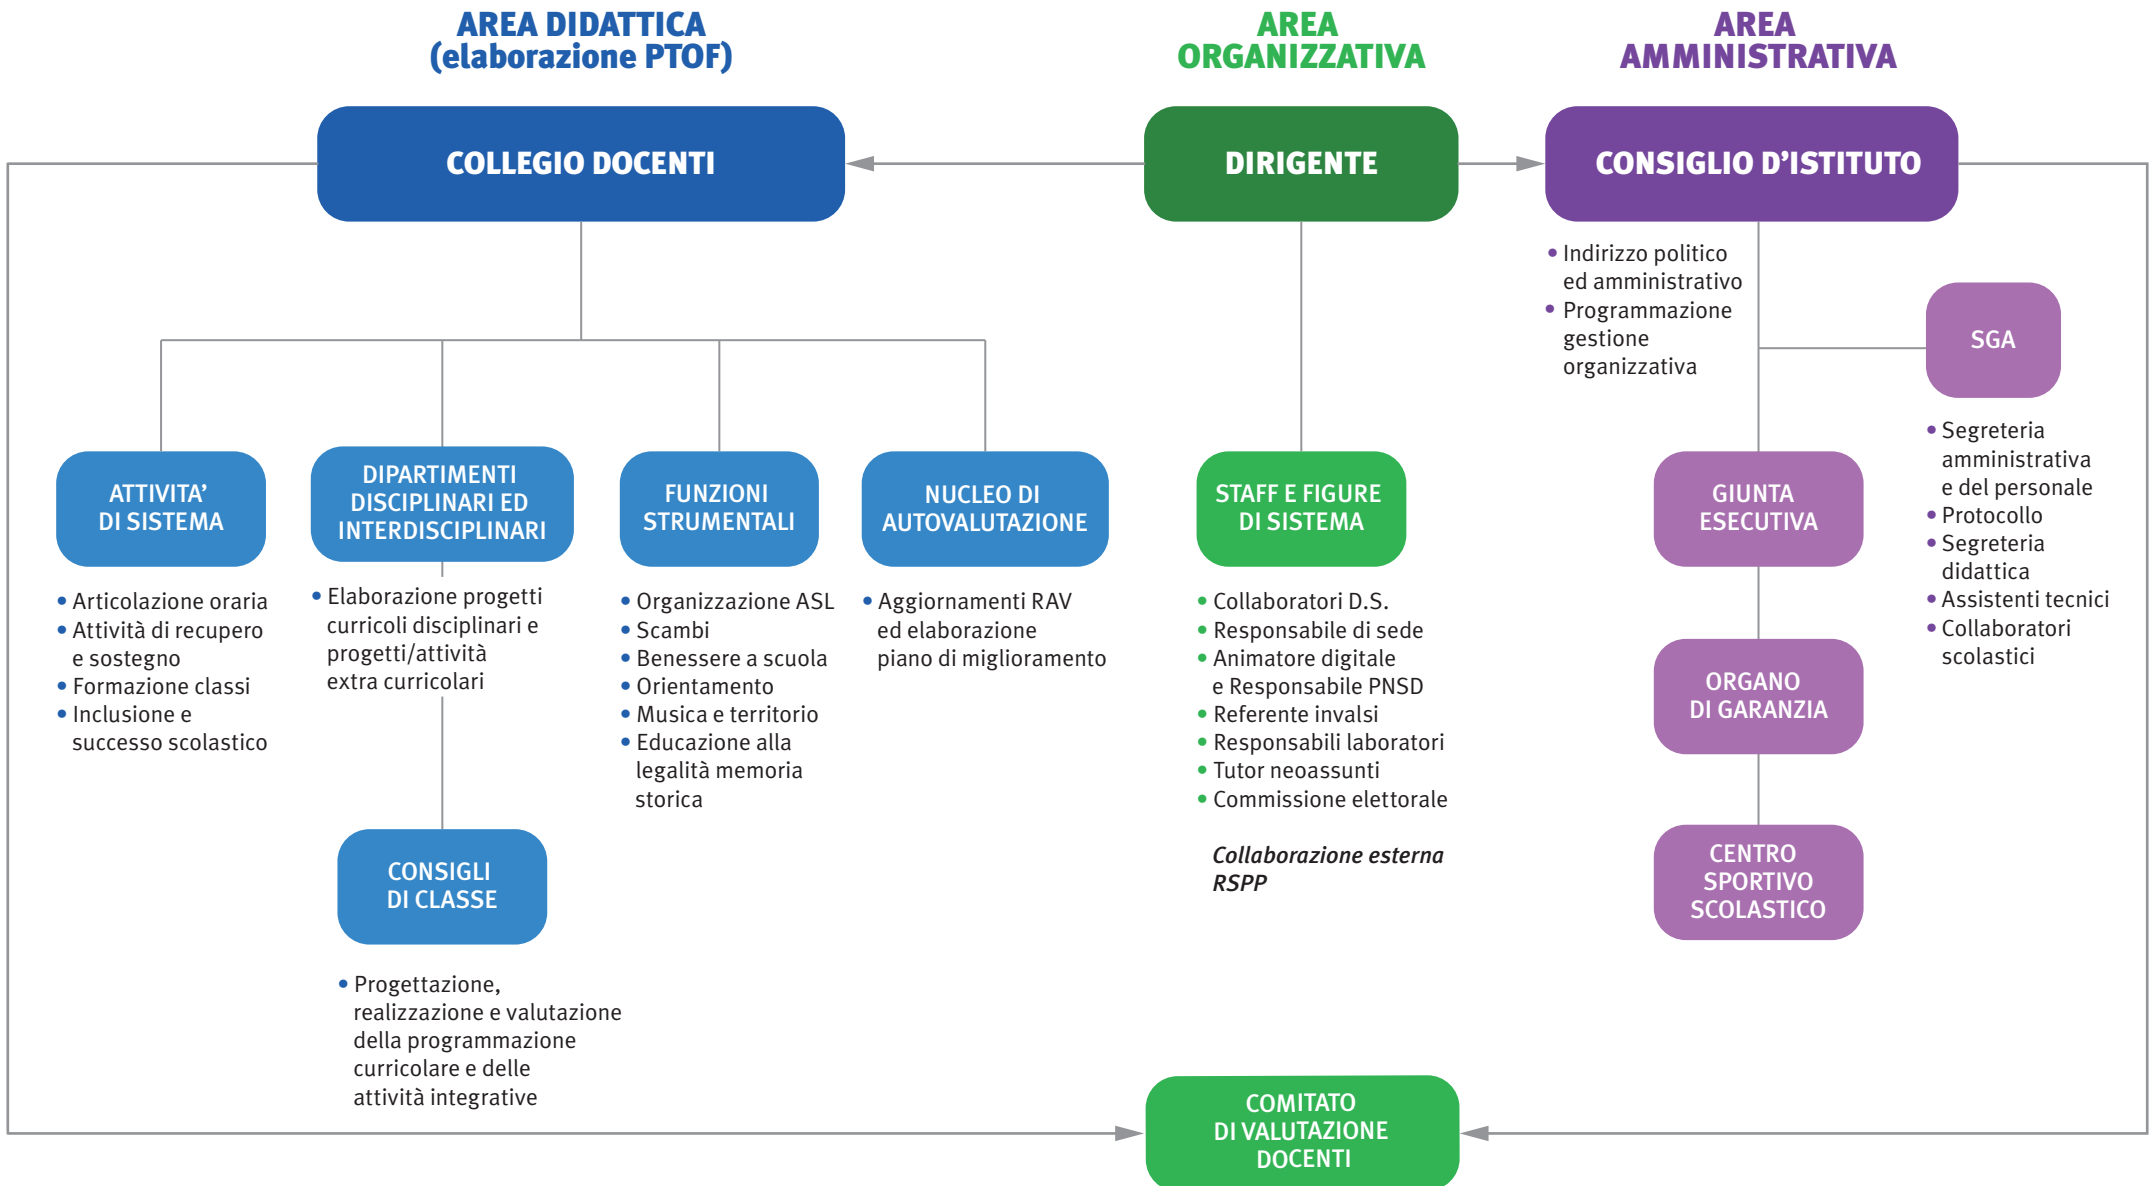 AREA DIDATTICA
(elaborazione PTOF)
AREA
ORGANIZZATIVA
AREA
AMMINISTRATIVA
COLLEGIO DOCENTI
DIRIGENTE
CONSIGLIO D’ISTITUTO
• Indirizzo politico
ed amministrativo
• Programmazione
gestione
organizzativa
SGA
• Segreteria
amministrativa
e del personale
• Protocollo
• Segreteria
didattica
• Assistenti tecnici
• Collaboratori
scolastici
ATTIVITA’
DI SISTEMA
• Articolazione oraria
• Attività di recupero
e sostegno
• Formazione classi
• Inclusione e
successo scolastico
DIPARTIMENTI
DISCIPLINARI ED
INTERDISCIPLINARI
• Elaborazione progetti
curricoli disciplinari e
progetti/attività
extra curricolari
FUNZIONI
STRUMENTALI
• Organizzazione ASL
• Scambi
• Benessere a scuola
• Orientamento
• Musica e territorio
• Educazione alla
legalità memoria
storica
NUCLEO DI
AUTOVALUTAZIONE
• Aggiornamenti RAV
ed elaborazione
piano di miglioramento
STAFF E FIGURE
DI SISTEMA
• Collaboratori D.S.
• Responsabile di sede
• Animatore digitale
e Responsabile PNSD
• Referente invalsi
• Responsabili laboratori
• Tutor neoassunti
• Commissione elettorale
Collaborazione esterna
RSPP
GIUNTA
ESECUTIVA
ORGANO
DI GARANZIA
CENTRO
SPORTIVO
SCOLASTICO
CONSIGLI
DI CLASSE
• Progettazione,
realizzazione e valutazione
della programmazione
curricolare e delle
attività integrative
COMITATO
DI VALUTAZIONE
DOCENTI